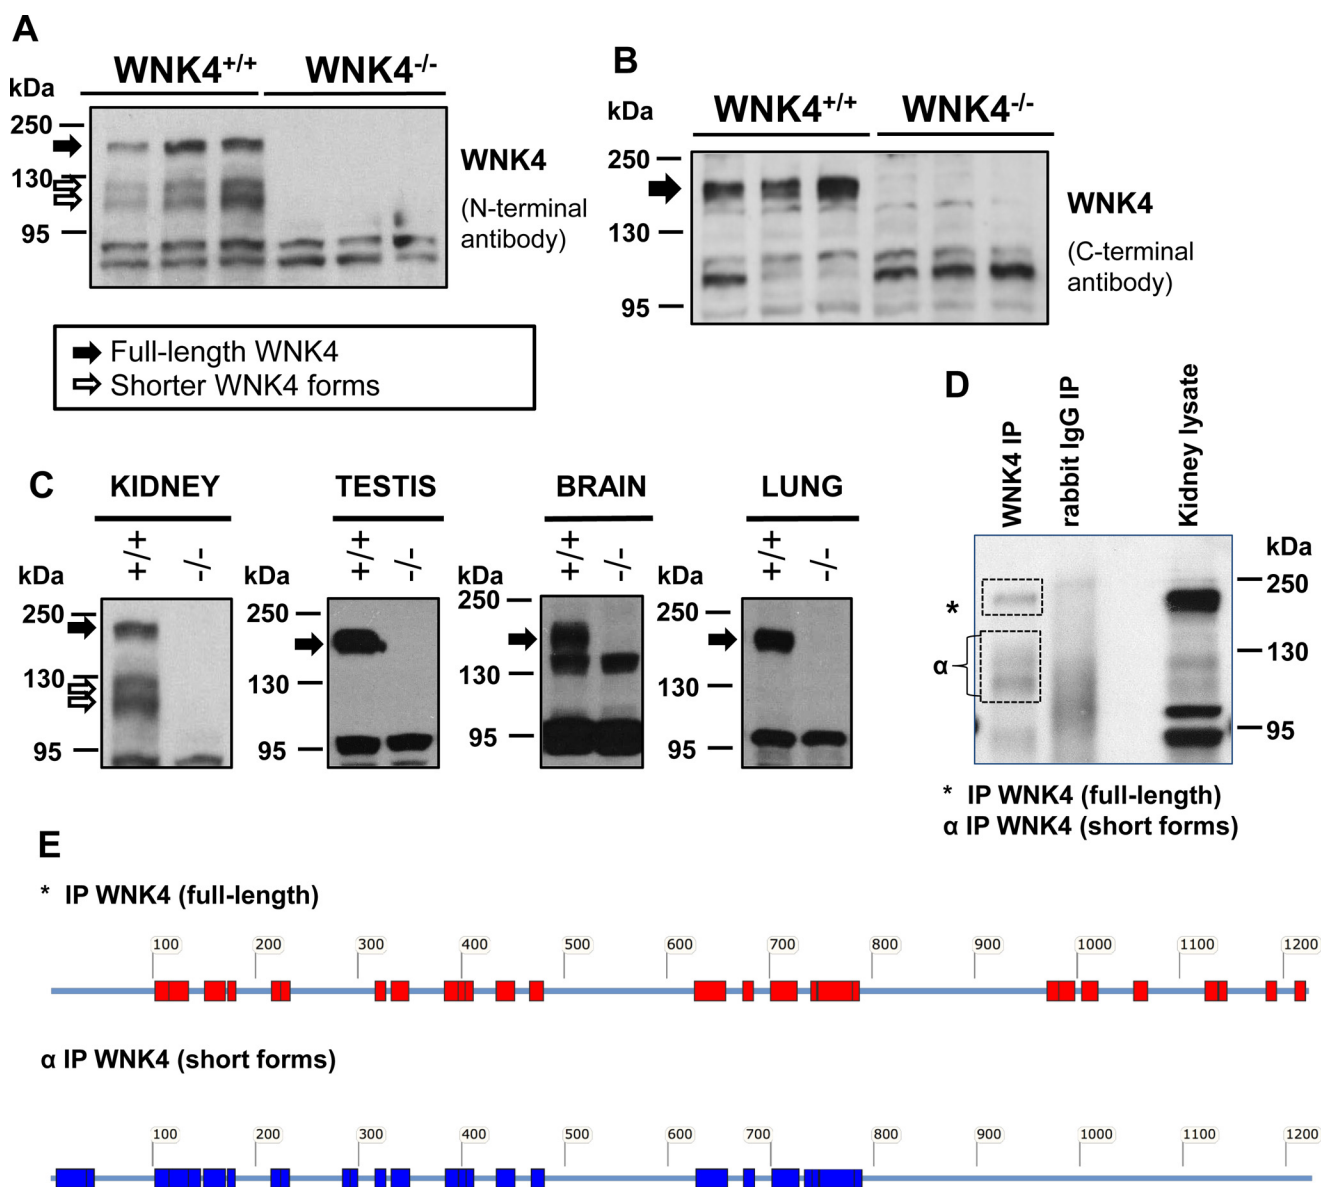 A
WNK4+/+ WNK4-/-
kDa
250
130
95
WNK4
(N-terminal
antibody)
Full-length WNK4
Shorter WNK4 forms
B
kDa
WNK4+/+ WNK4-/-
250
130
95
WNK4
(C-terminal
antibody)
C
KIDNEY
+/+ -/-
kDa
250
130
95
TESTIS
+/+ -/-
kDa
250
130
95
BRAIN
+/+ -/-
kDa
250
130
95
LUNG
+/+ -/-
kDa
250
130
95
D
WNK4 IP
rabbit IgG IP
Kidney lysate
kDa
250
130
95
*
α
* IP WNK4 (full-length)
α IP WNK4 (short forms)
E
* IP WNK4 (full-length)
100 200 300 400 500 600 700 800 900 1000 1100 1200
α IP WNK4 (short forms)
100 200 300 400 500 600 700 800 900 1000 1100 1200